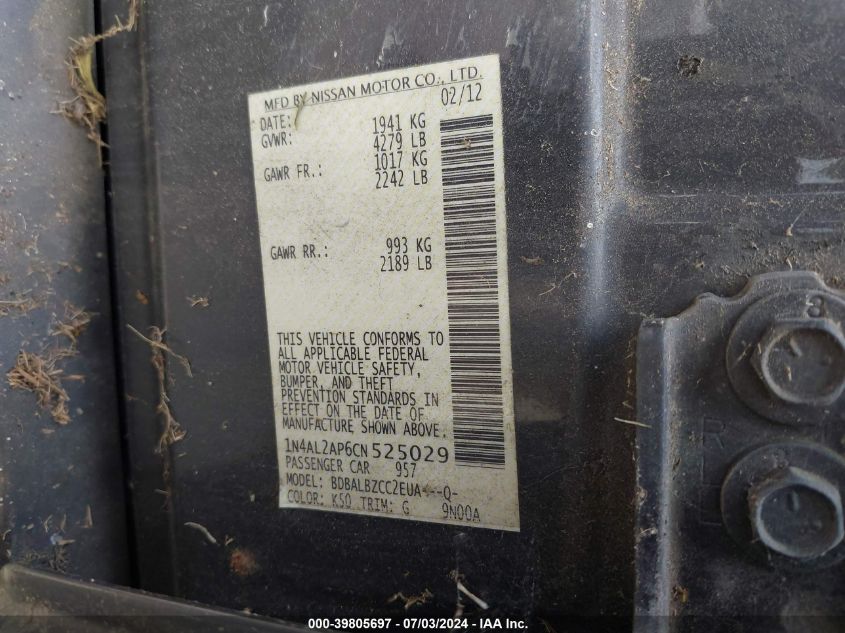 MFD BY NISSAN MOTOR CO., LTD.
DATE: 02/12
GVWR: 1941 KG
4279 LB
GAWR FR.: 1017 KG
2242 LB
GAWR RR.: 993 KG
2189 LB
THIS VEHICLE CONFORMS TO
ALL APPLICABLE FEDERAL
MOTOR VEHICLE SAFETY,
BUMPER, AND THEFT
PREVENTION STANDARDS IN
EFFECT ON THE DATE OF
MANUFACTURE SHOWN ABOVE.
1N4AL2AP6CN525029
PASSENGER CAR 957
MODEL: BDBALBZCC2EUA---Q-
COLOR: K50 TRIM: G 9N00A
000-39805697 / 07/03/2024 - IAA Inc.